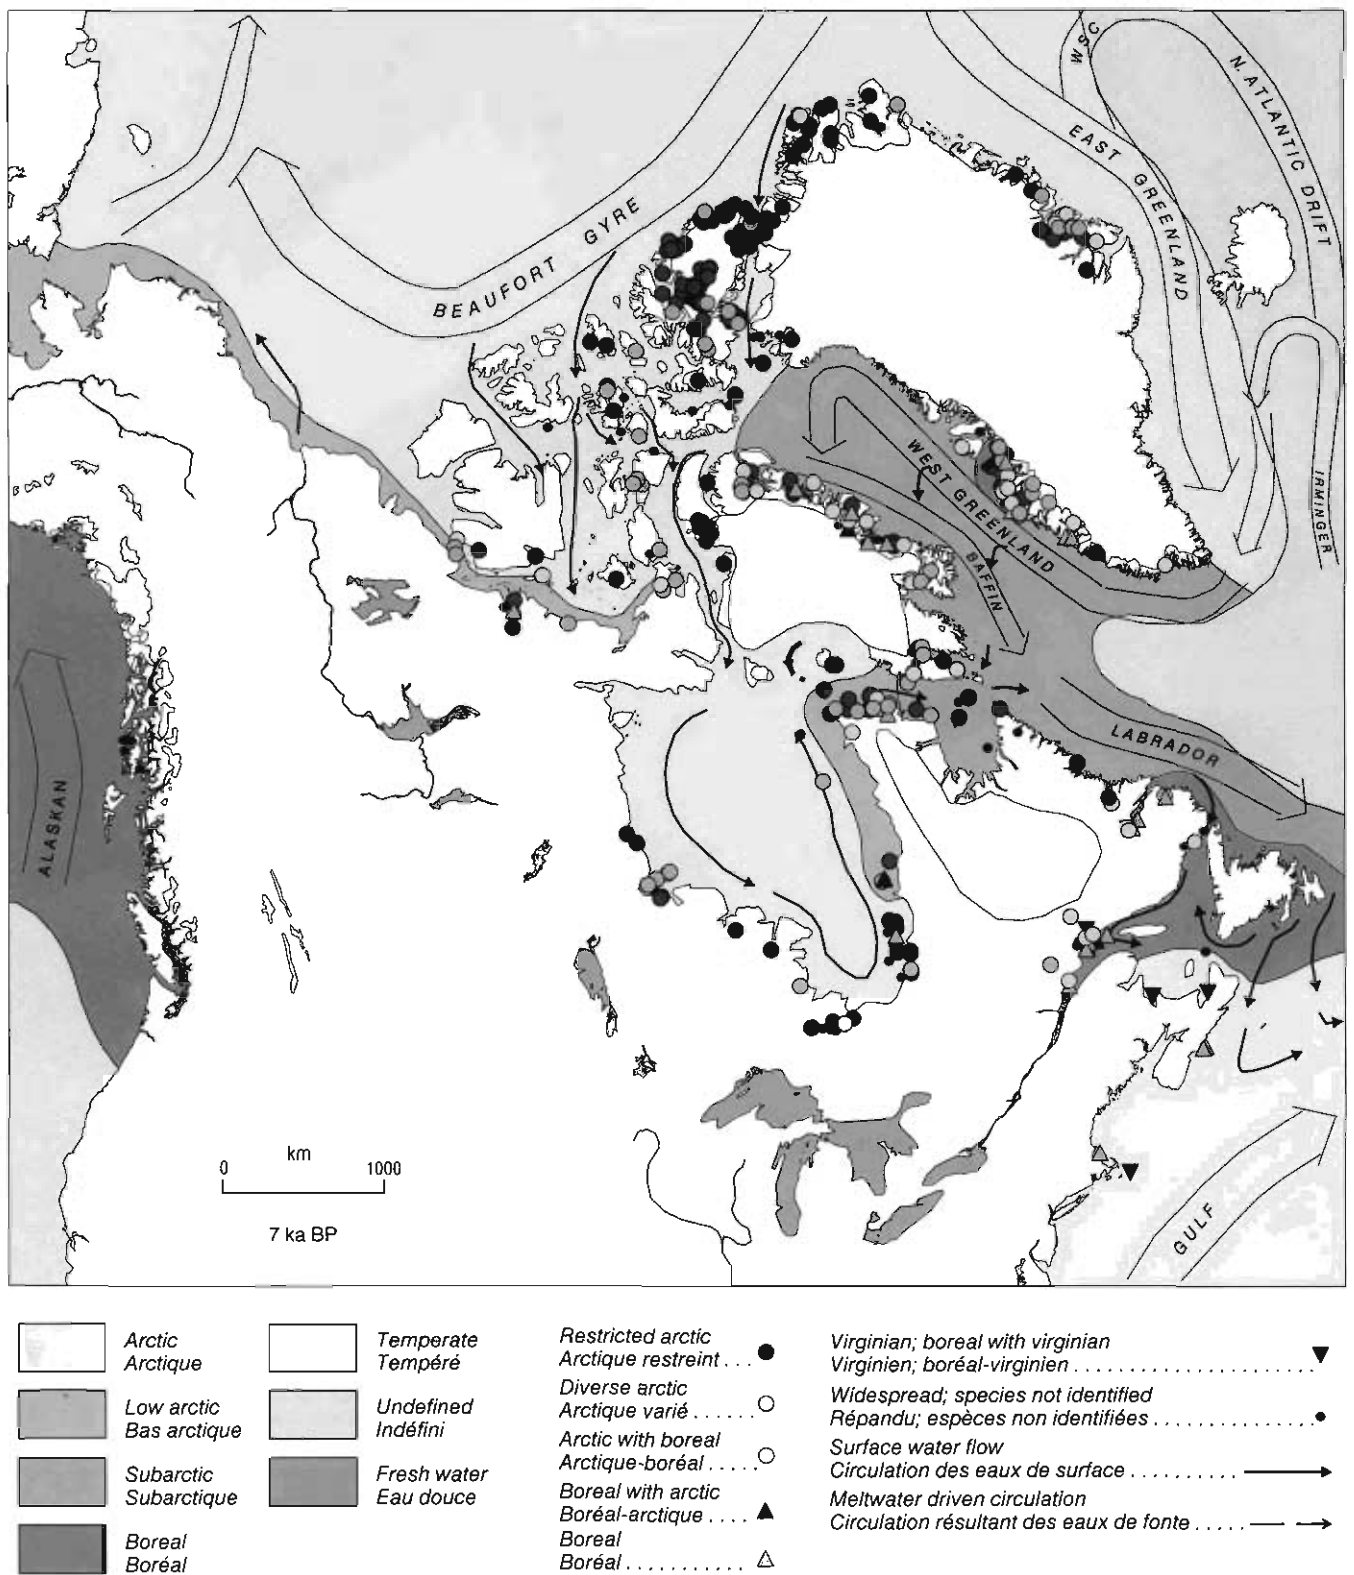 WSC
N. ATLANTIC DRIFT
EAST GREENLAND
BEAUFORT GYRE
WEST GREENLAND
IRMINGER
BAFFIN
LABRADOR
ALASKAN
GULF
km
0 1000
7 ka BP
Arctic
Arctique
Low arctic
Bas arctique
Subarctic
Subarctique
Boreal
Boréal
Temperate
Tempéré
Undefined
Indéfini
Fresh water
Eau douce
Restricted arctic
Arctique restreint . . .
Diverse arctic
Arctique varié . . . . . .
Arctic with boreal
Arctique-boréal . . . . .
Boreal with arctic
Boréal-arctique . . . .
Boreal
Boréal . . . . . . . . . . .
Virginian; boreal with virginian
Virginien; boréal-virginien . . . . . . . . . . . . . . . . . . . . . . .
Widespread; species not identified
Répandu; espèces non identifiées . . . . . . . . . . . . . .
Surface water flow
Circulation des eaux de surface . . . . . . . . .
Meltwater driven circulation
Circulation résultant des eaux de fonte . . . . .